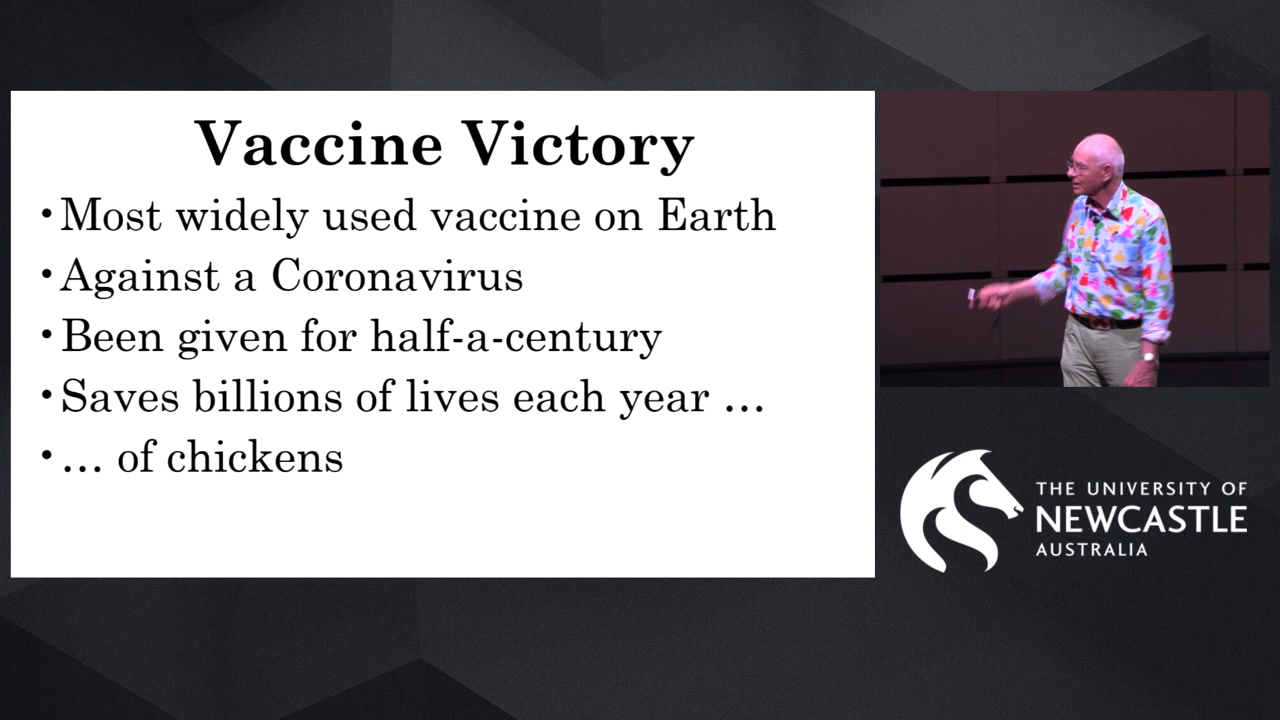 Vaccine Victory
• Most widely used vaccine on Earth
• Against a Coronavirus
• Been given for half-a-century
• Saves billions of lives each year …
• … of chickens
THE UNIVERSITY OF
NEWCASTLE
AUSTRALIA